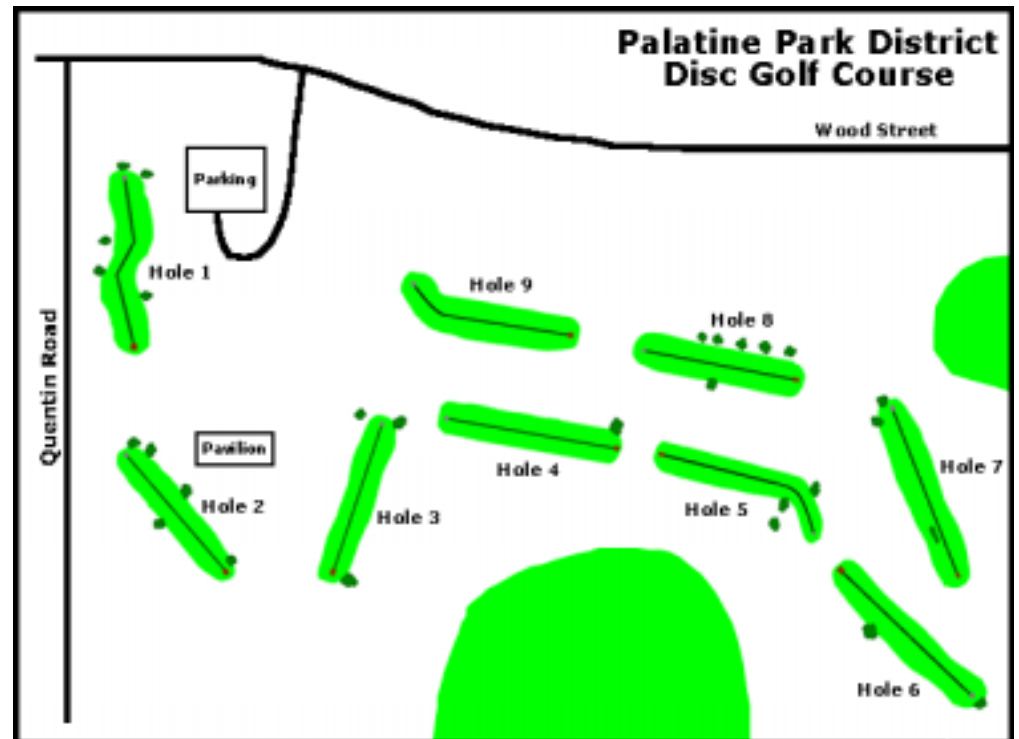 Palatine Park District
Disc Golf Course
Wood Street
Parking
Hole 1
Hole 9
Hole 8
Quentin Road
Pavilion
Hole 2
Hole 3
Hole 4
Hole 5
Hole 7
Hole 6